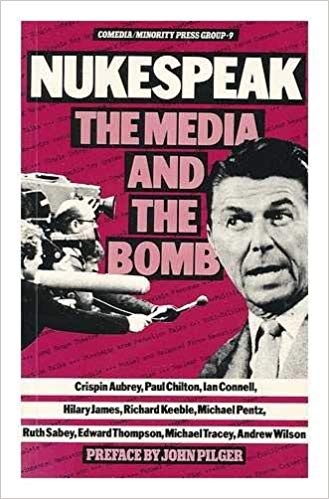 COMEDIA/MINORITY PRESS GROUP·9
NUKESPEAK
THE MEDIA
AND
THE
BOMB
Crispin Aubrey, Paul Chilton, Ian Connell,
Hilary James, Richard Keeble, Michael Pentz,
Ruth Sabey, Edward Thompson, Michael Tracey, Andrew Wilson
PREFACE BY JOHN PILGER